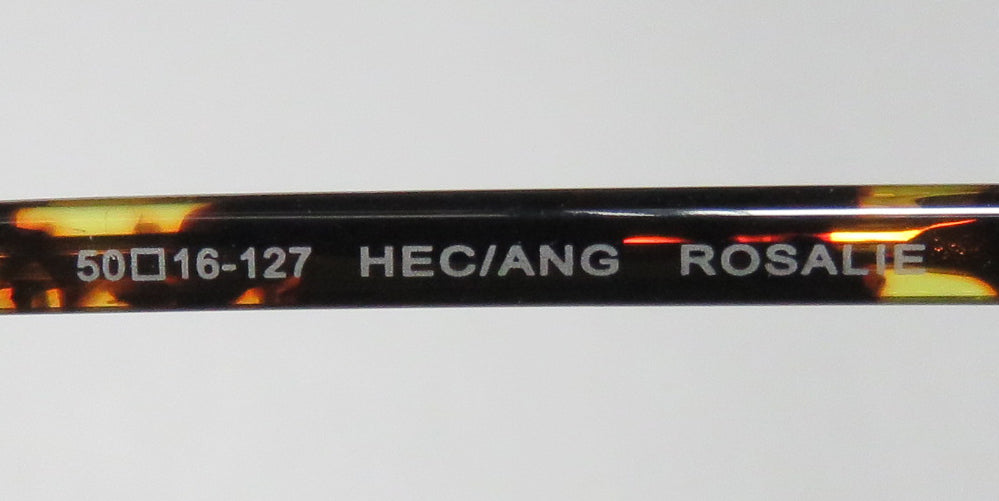 50□16-127 HEC/ANG ROSALIE